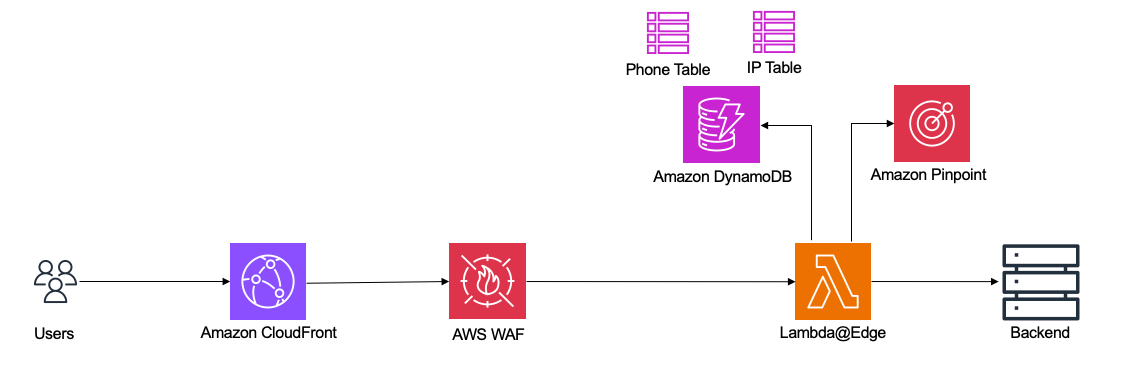 Phone Table
IP Table
Amazon DynamoDB
Amazon Pinpoint
Users
Amazon CloudFront
AWS WAF
Lambda@Edge
Backend